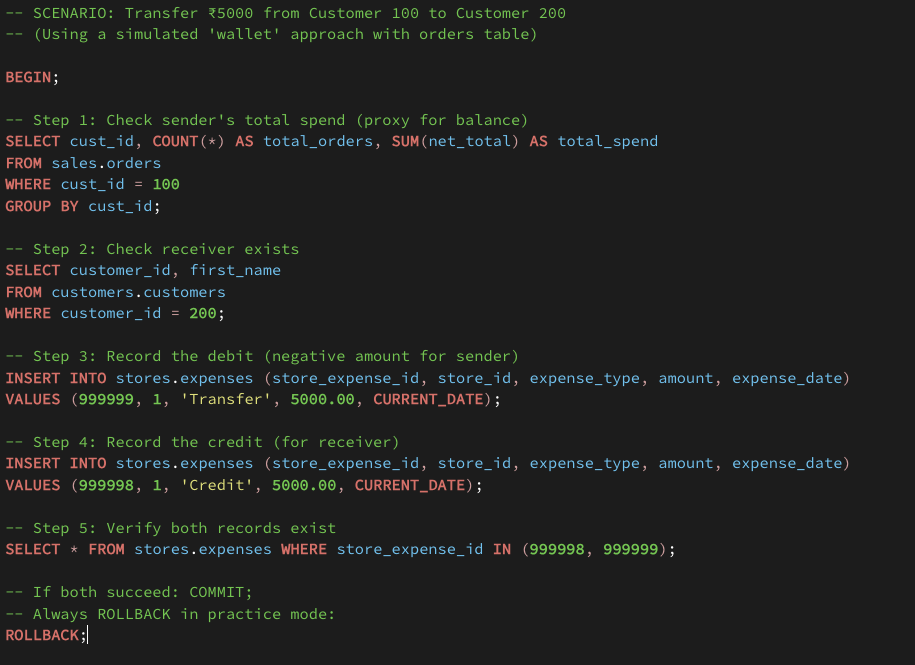 -- SCENARIO: Transfer ₹5000 from Customer 100 to Customer 200
-- (Using a simulated 'wallet' approach with orders table)
BEGIN;
-- Step 1: Check sender's total spend (proxy for balance)
SELECT cust_id, COUNT(*) AS total_orders, SUM(net_total) AS total_spend
FROM sales.orders
WHERE cust_id = 100
GROUP BY cust_id;
-- Step 2: Check receiver exists
SELECT customer_id, first_name
FROM customers.customers
WHERE customer_id = 200;
-- Step 3: Record the debit (negative amount for sender)
INSERT INTO stores.expenses (store_expense_id, store_id, expense_type, amount, expense_date)
VALUES (999999, 1, 'Transfer', 5000.00, CURRENT_DATE);
-- Step 4: Record the credit (for receiver)
INSERT INTO stores.expenses (store_expense_id, store_id, expense_type, amount, expense_date)
VALUES (999998, 1, 'Credit', 5000.00, CURRENT_DATE);
-- Step 5: Verify both records exist
SELECT * FROM stores.expenses WHERE store_expense_id IN (999998, 999999);
-- If both succeed: COMMIT;
-- Always ROLLBACK in practice mode:
ROLLBACK;